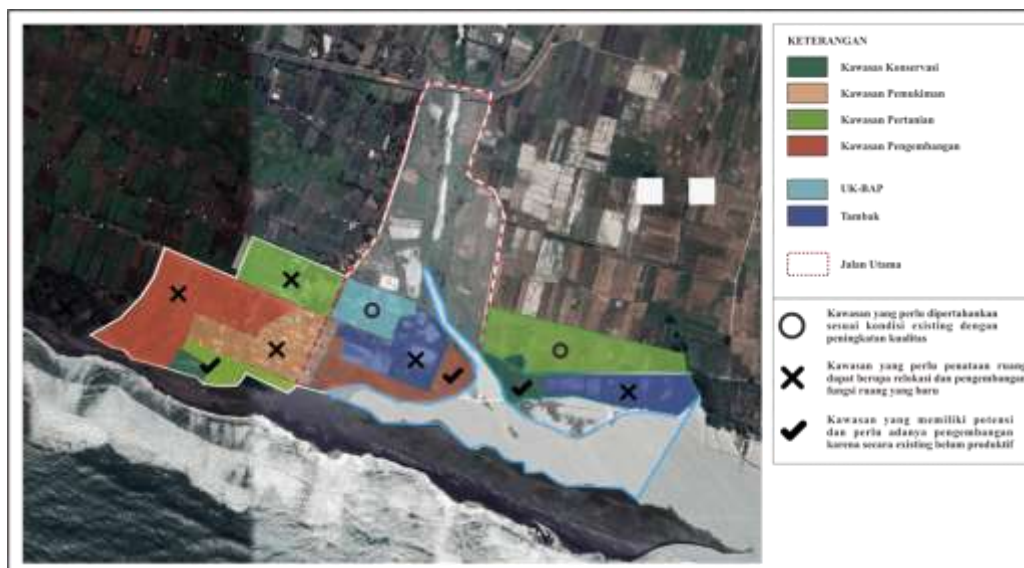 KETERANGAN
Kawasas Konservasi
Kawasan Pemukiman
Kawasan Pertanian
Kawasan Pengembangan
UK-BAP
Tambak
Jalan Utama
Kawasan yang perlu dipertahankan
sesuai kondisi existing dengan
peningkatan kualitas
Kawasan yang perlu penataan ruang
dapat berupa relokasi dan pengembangan
fungsi ruang yang baru
Kawasan yang memiliki potensi
dan perlu adanya pengembangan
karena secara existing belum produktif